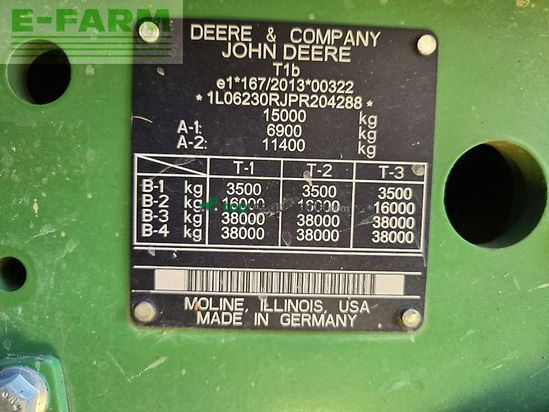 E-FARM
DEERE & COMPANY
JOHN DEERE
T1b
e1*167/2013*00322
*1L06230RJPR204288*
15000 kg
A-1: 6900 kg
A-2: 11400 kg
T-1 T-2 T-3
B-1 kg 3500 3500 3500
B-2 kg 16000 16000 16000
B-3 kg 38000 38000 38000
B-4 kg 38000 38000 38000
MOLINE, ILLINOIS, USA
MADE IN GERMANY